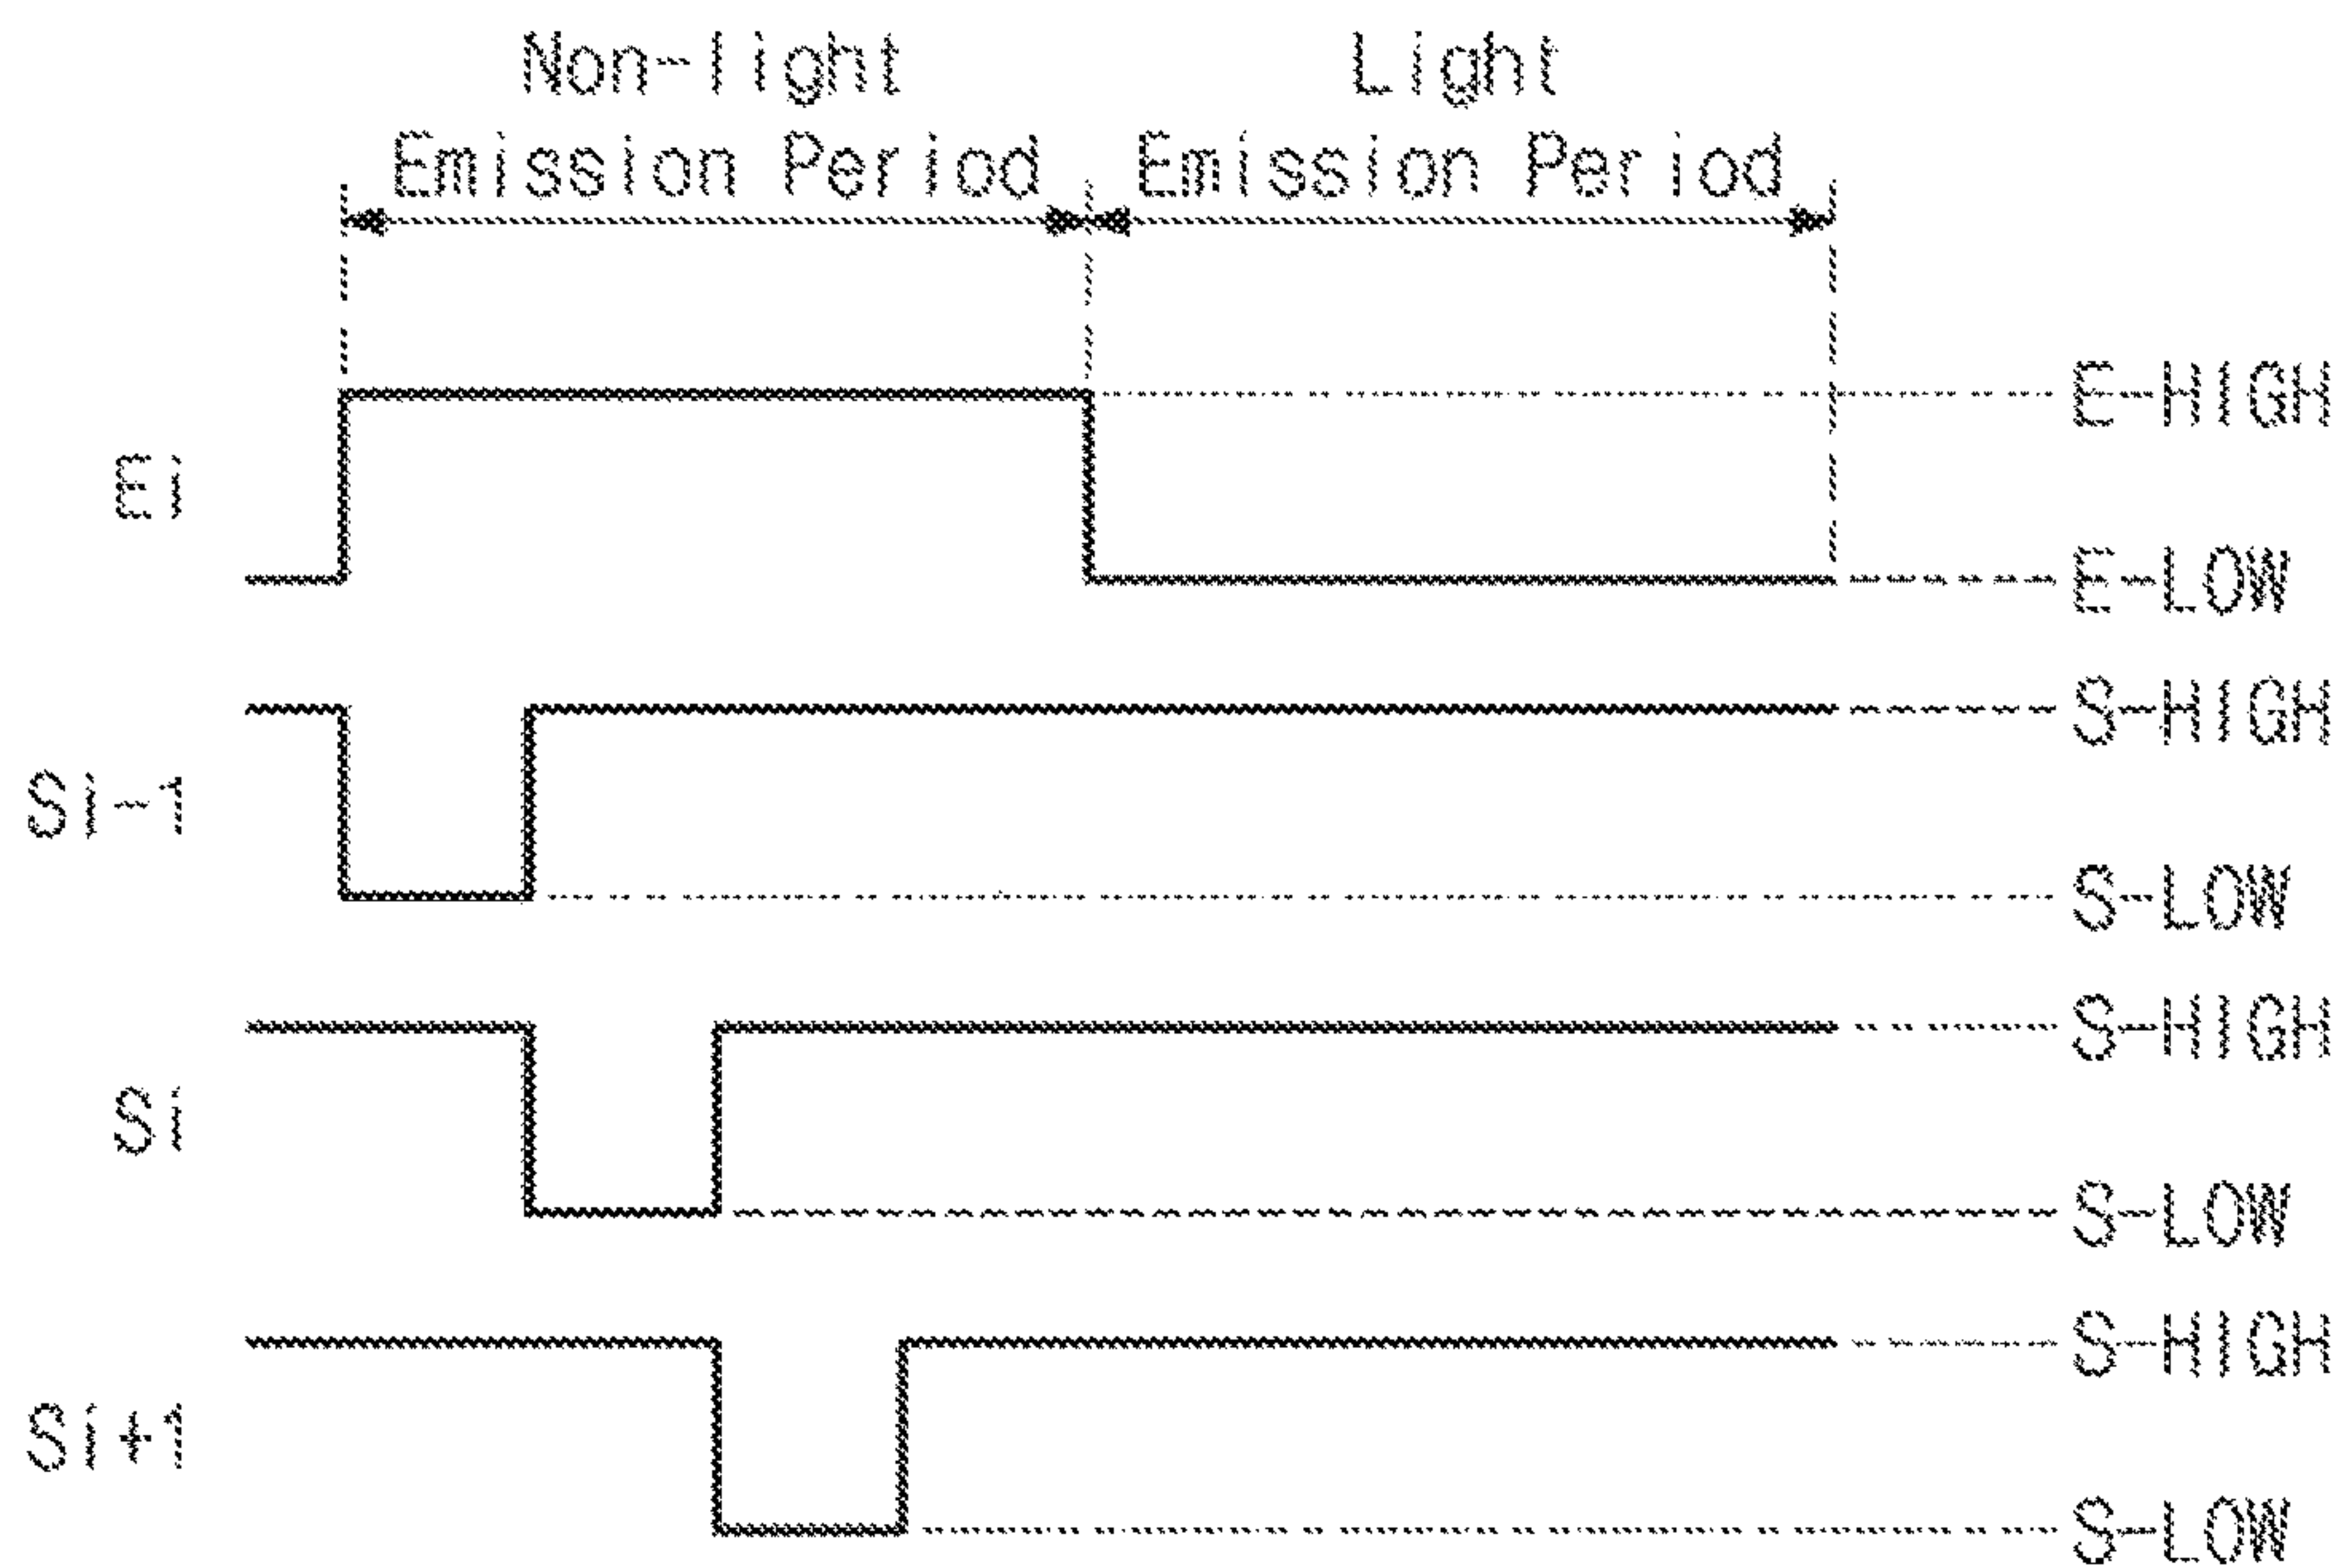 Non-light
Emission Period
Light
Emission Period
Ei
E-HIGH
E-LOW
Si-1
S-HIGH
S-LOW
Si
S-HIGH
S-LOW
Si+1
S-HIGH
S-LOW